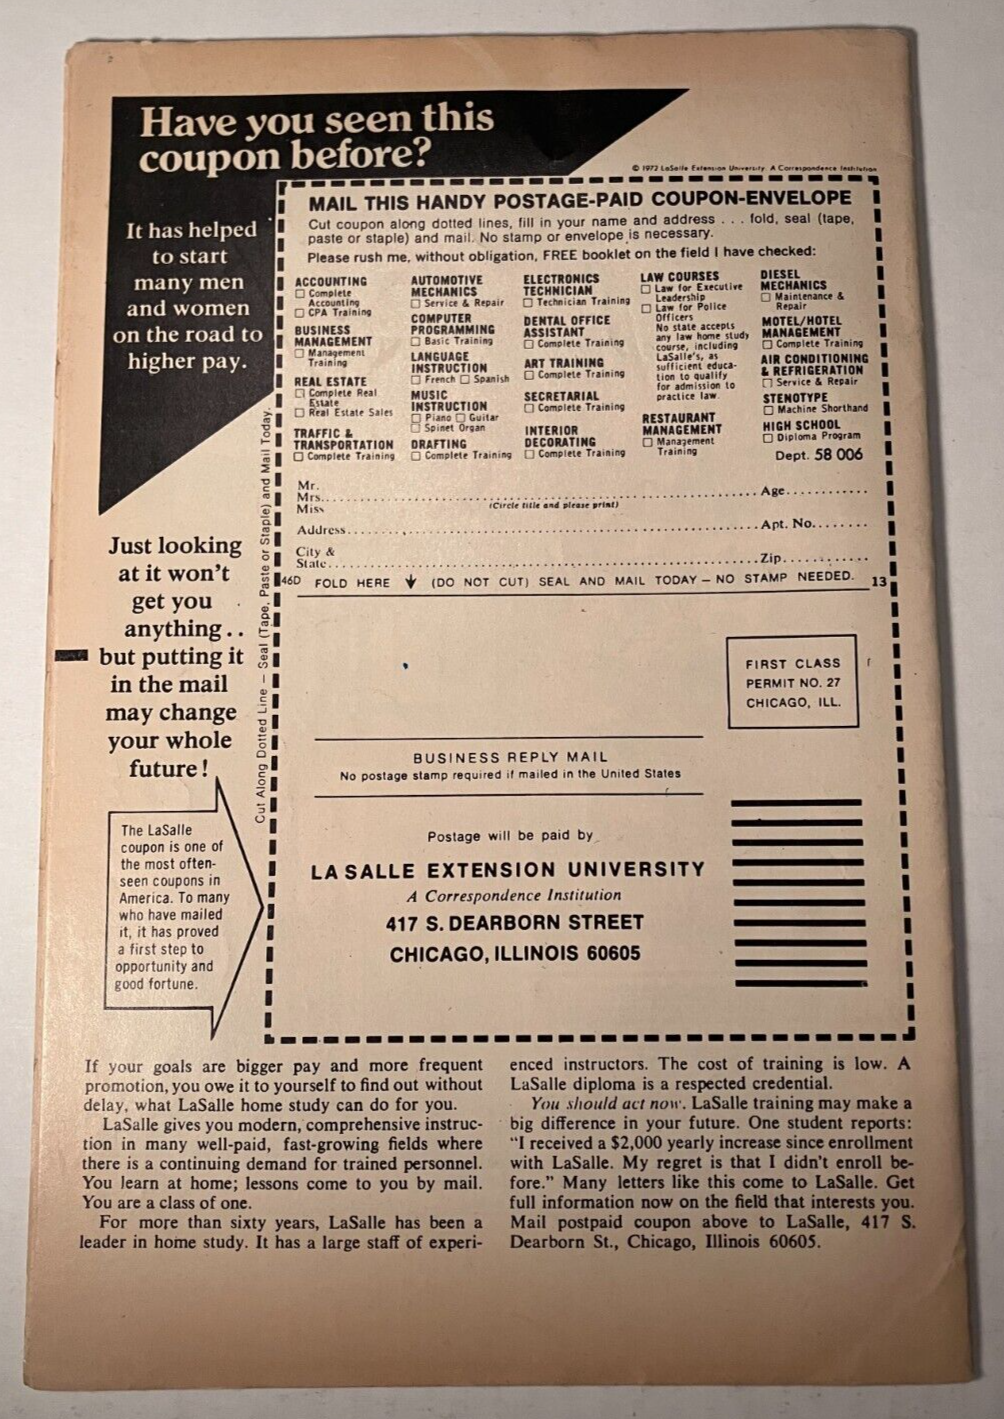 Have you seen this
coupon before?
It has helped
to start
many men
and women
on the road to
higher pay.
© 1972 LaSalle Extension University A Correspondence Institution
MAIL THIS HANDY POSTAGE-PAID COUPON-ENVELOPE
Cut coupon along dotted lines, fill in your name and address . . . fold, seal (tape,
paste or staple) and mail. No stamp or envelope is necessary.
Please rush me, without obligation, FREE booklet on the field I have checked:
ACCOUNTING
☐ Complete
Accounting
☐ CPA Training
BUSINESS
MANAGEMENT
☐ Management
Training
REAL ESTATE
☐ Complete Real
Estate
☐ Real Estate Sales
TRAFFIC &
TRANSPORTATION
☐ Complete Training
AUTOMOTIVE
MECHANICS
☐ Service & Repair
COMPUTER
PROGRAMMING
☐ Basic Training
LANGUAGE
INSTRUCTION
☐ French ☐ Spanish
MUSIC
INSTRUCTION
☐ Piano ☐ Guitar
☐ Spinet Organ
DRAFTING
☐ Complete Training
ELECTRONICS
TECHNICIAN
☐ Technician Training
DENTAL OFFICE
ASSISTANT
☐ Complete Training
ART TRAINING
☐ Complete Training
SECRETARIAL
☐ Complete Training
INTERIOR
DECORATING
☐ Complete Training
LAW COURSES
☐ Law for Executive
Leadership
☐ Law for Police
Officers
No state accepts
any law home study
course, including
LaSalle's, as
sufficient educa-
tion to qualify
for admission to
practice law.
RESTAURANT
MANAGEMENT
☐ Management
Training
DIESEL
MECHANICS
☐ Maintenance &
Repair
MOTEL/HOTEL
MANAGEMENT
☐ Complete Training
AIR CONDITIONING
& REFRIGERATION
☐ Service & Repair
STENOTYPE
☐ Machine Shorthand
HIGH SCHOOL
☐ Diploma Program
Dept. 58 006
Mr.
Mrs. Age
Miss (Circle title and please print)
Address Apt. No.
City &
State Zip
46D FOLD HERE ↓ (DO NOT CUT) SEAL AND MAIL TODAY – NO STAMP NEEDED. 13
Cut Along Dotted Line – Seal (Tape, Paste or Staple) and Mail Today.
Just looking
at it won't
get you
anything . .
but putting it
in the mail
may change
your whole
future!
The LaSalle
coupon is one of
the most often-
seen coupons in
America. To many
who have mailed
it, it has proved
a first step to
opportunity and
good fortune.
FIRST CLASS
PERMIT NO. 27
CHICAGO, ILL.
BUSINESS REPLY MAIL
No postage stamp required if mailed in the United States
Postage will be paid by
LA SALLE EXTENSION UNIVERSITY
A Correspondence Institution
417 S. DEARBORN STREET
CHICAGO, ILLINOIS 60605
If your goals are bigger pay and more frequent
promotion, you owe it to yourself to find out without
delay, what LaSalle home study can do for you.
LaSalle gives you modern, comprehensive instruc-
tion in many well-paid, fast-growing fields where
there is a continuing demand for trained personnel.
You learn at home; lessons come to you by mail.
You are a class of one.
For more than sixty years, LaSalle has been a
leader in home study. It has a large staff of experi-
enced instructors. The cost of training is low. A
LaSalle diploma is a respected credential.
You should act now. LaSalle training may make a
big difference in your future. One student reports:
"I received a $2,000 yearly increase since enrollment
with LaSalle. My regret is that I didn't enroll be-
fore." Many letters like this come to LaSalle. Get
full information now on the field that interests you.
Mail postpaid coupon above to LaSalle, 417 S.
Dearborn St., Chicago, Illinois 60605.